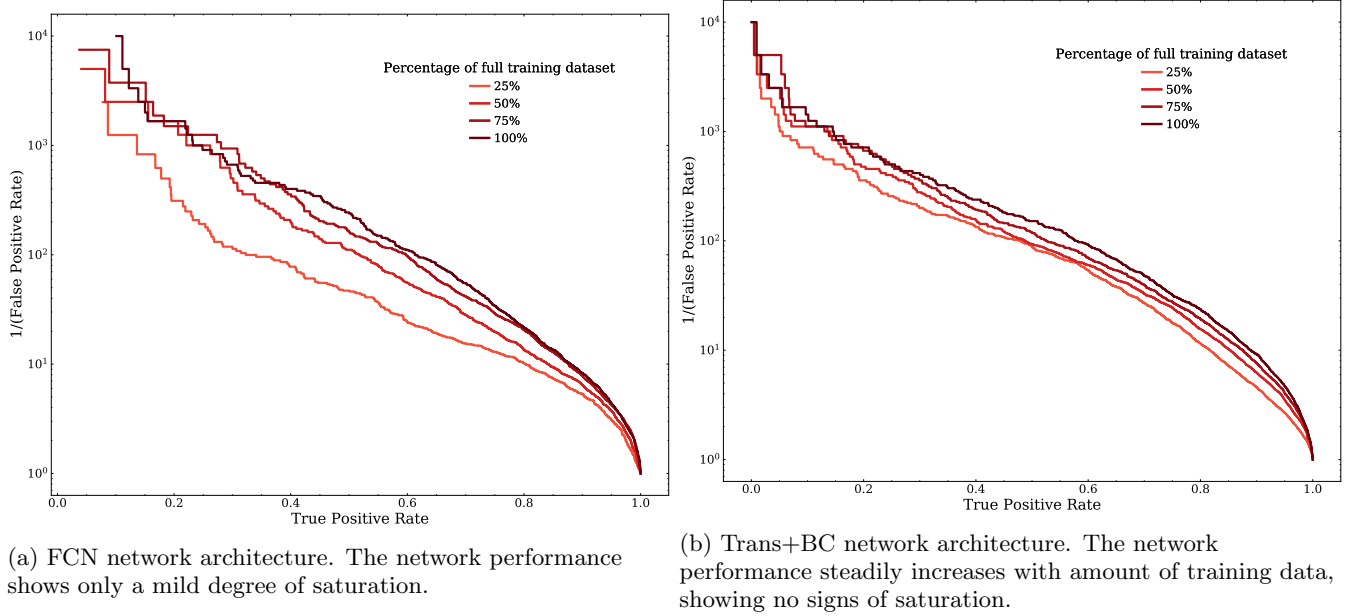 10⁴
10³
10²
10¹
10⁰
1/(False Positive Rate)
Percentage of full training dataset
25%
50%
75%
100%
0.0 0.2 0.4 0.6 0.8 1.0
True Positive Rate
(a) FCN network architecture. The network performance
shows only a mild degree of saturation.
10⁴
10³
10²
10¹
10⁰
1/(False Positive Rate)
Percentage of full training dataset
25%
50%
75%
100%
0.0 0.2 0.4 0.6 0.8 1.0
True Positive Rate
(b) Trans+BC network architecture. The network
performance steadily increases with amount of training data,
showing no signs of saturation.